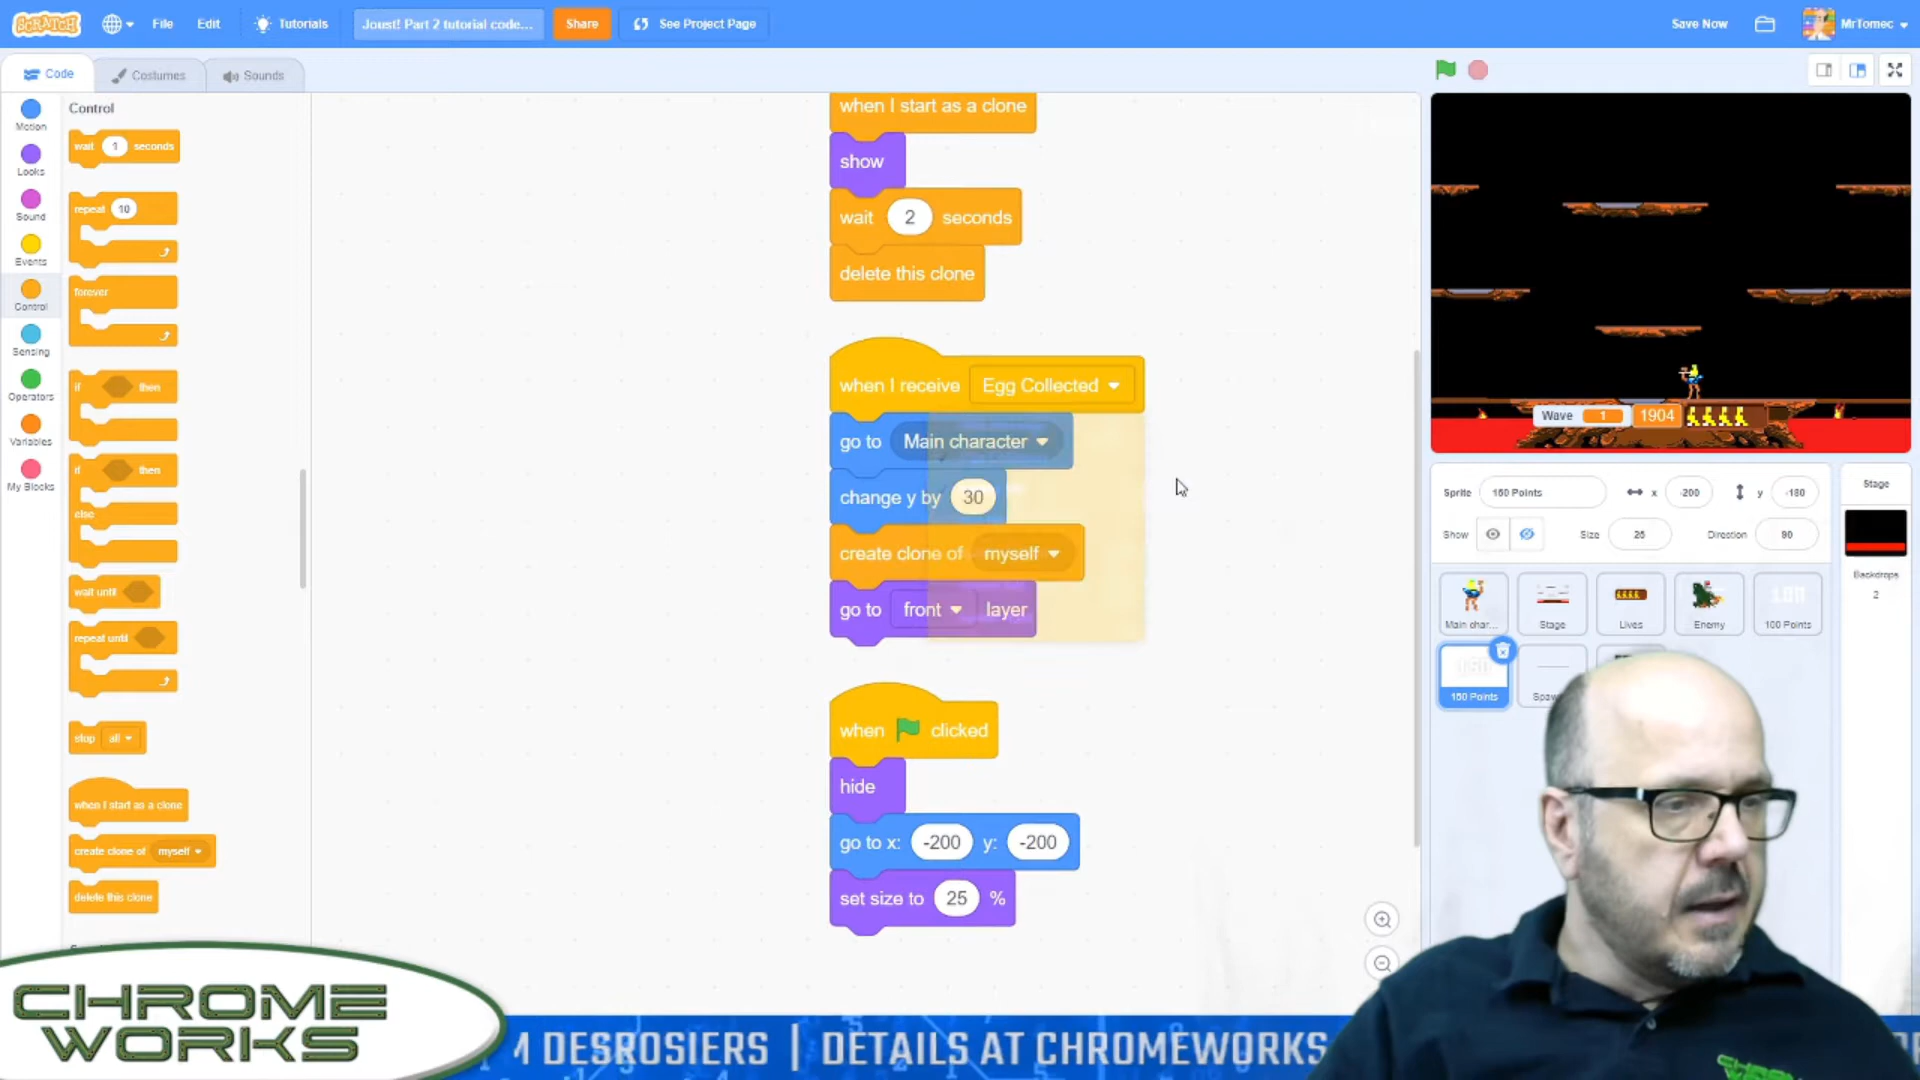 SCRATCH
File
Edit
Tutorials
Joust! Part 2 tutorial code...
Share
See Project Page
Save Now
MrTomec
Code
Costumes
Sounds
Motion
Looks
Sound
Events
Control
Sensing
Operators
Variables
My Blocks
Control
wait 1 seconds
repeat 10
forever
if then
if then
else
wait until
repeat until
stop all
when I start as a clone
create clone of myself
delete this clone
when I start as a clone
show
wait 2 seconds
delete this clone
when I receive Egg Collected
go to Main character
change y by 30
create clone of myself
go to front layer
when clicked
hide
go to x: -200 y: -200
set size to 25 %
Wave 1 1904
Sprite 150 Points x -200 y -180
Show Size 25 Direction 90
Stage
Backdrops
2
Main char...
Stage
Lives
Enemy
100 Points
150 Points
CHROME
WORKS
DESROSIERS | DETAILS AT CHROMEWORKS